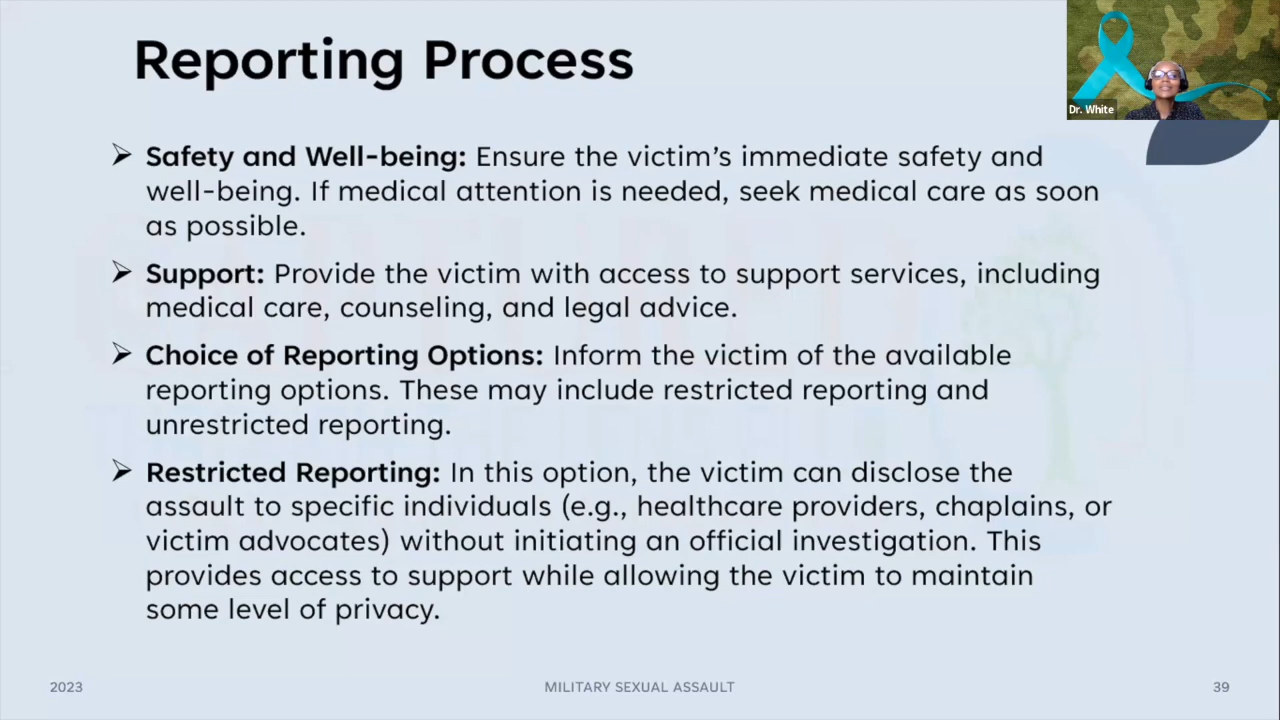 Reporting Process
Dr. White
➢ Safety and Well-being: Ensure the victim’s immediate safety and
well-being. If medical attention is needed, seek medical care as soon
as possible.
➢ Support: Provide the victim with access to support services, including
medical care, counseling, and legal advice.
➢ Choice of Reporting Options: Inform the victim of the available
reporting options. These may include restricted reporting and
unrestricted reporting.
➢ Restricted Reporting: In this option, the victim can disclose the
assault to specific individuals (e.g., healthcare providers, chaplains, or
victim advocates) without initiating an official investigation. This
provides access to support while allowing the victim to maintain
some level of privacy.
2023
MILITARY SEXUAL ASSAULT
39